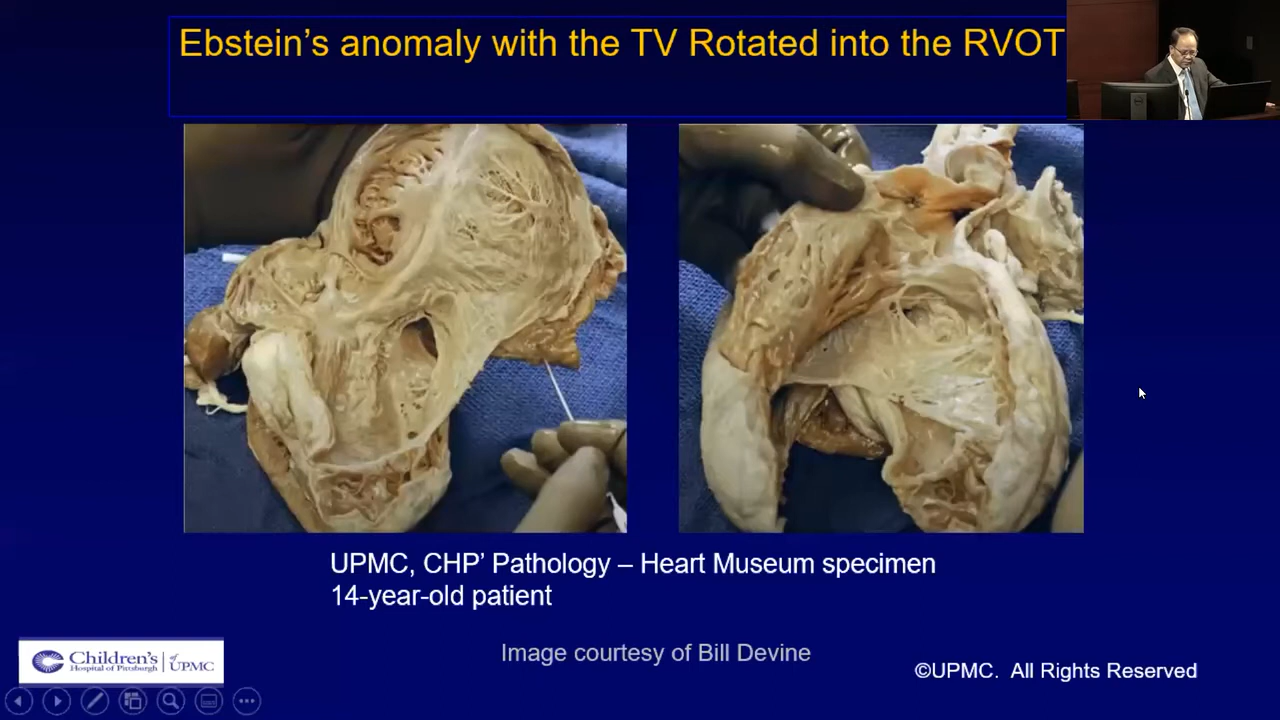 Ebstein's anomaly with the TV Rotated into the RVOT
UPMC, CHP' Pathology – Heart Museum specimen
14-year-old patient
Image courtesy of Bill Devine
©UPMC. All Rights Reserved
Children's
Hospital of Pittsburgh
of
UPMC